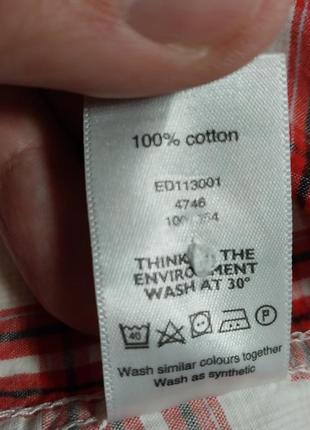 100% cotton
ED113001
4746
THINK THE
ENVIRONMENT
WASH AT 30°
40 P
Wash similar colours together
Wash as synthetic